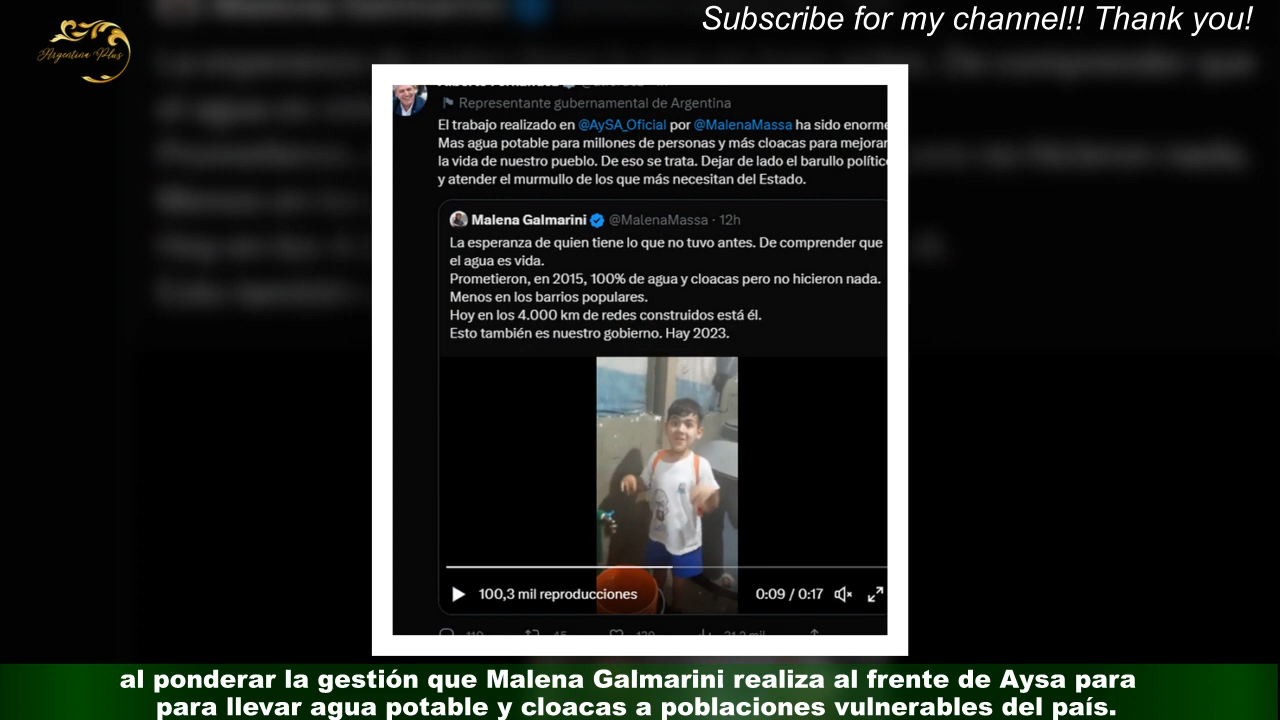 Subscribe for my channel!! Thank you!
Argentina Plus
Representante gubernamental de Argentina
El trabajo realizado en @AySA_Oficial por @MalenaMassa ha sido enorme
Mas agua potable para millones de personas y más cloacas para mejorar
la vida de nuestro pueblo. De eso se trata. Dejar de lado el barullo político
y atender el murmullo de los que más necesitan del Estado.
Malena Galmarini @MalenaMassa · 12h
La esperanza de quien tiene lo que no tuvo antes. De comprender que
el agua es vida.
Prometieron, en 2015, 100% de agua y cloacas pero no hicieron nada.
Menos en los barrios populares.
Hoy en los 4.000 km de redes construidos está él.
Esto también es nuestro gobierno. Hay 2023.
100,3 mil reproducciones
0:09 / 0:17
al ponderar la gestión que Malena Galmarini realiza al frente de Aysa para
para llevar agua potable y cloacas a poblaciones vulnerables del país.